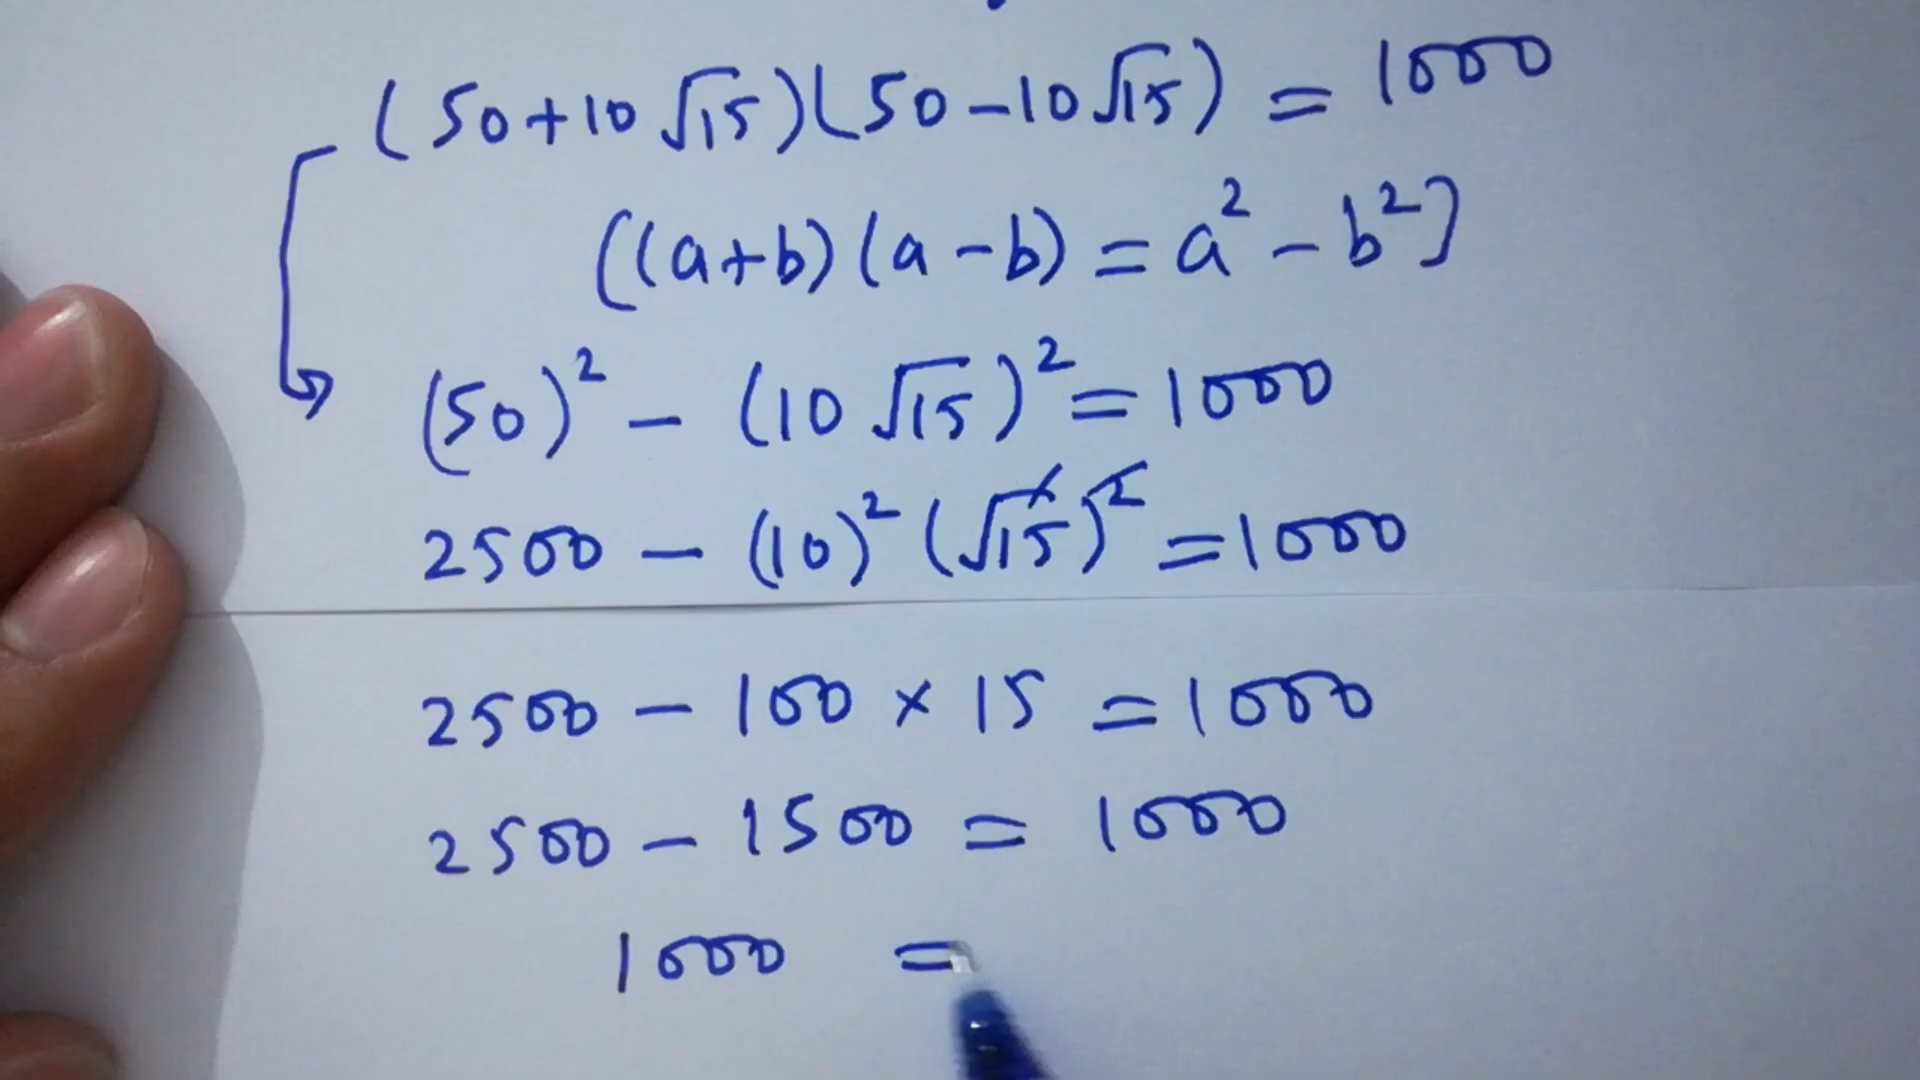 (50+10√15)(50-10√15) = 1000
((a+b)(a-b) = a² - b²]
(50)² - (10√15)² = 1000
2500 - (10)² (√15)² = 1000
2500 - 100 × 15 = 1000
2500 - 1500 = 1000
1000 =